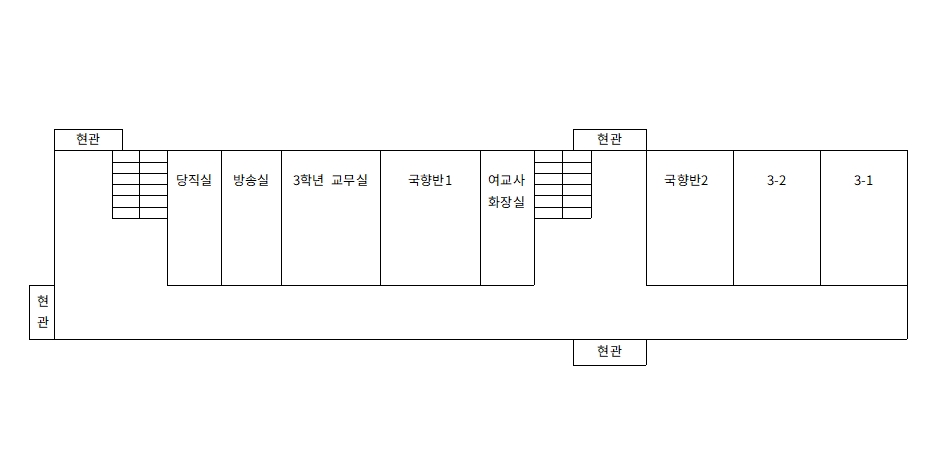 현관
현관
당직실
방송실
3학년 교무실
국향반1
여교사
화장실
국향반2
3-2
3-1
현
관
현관